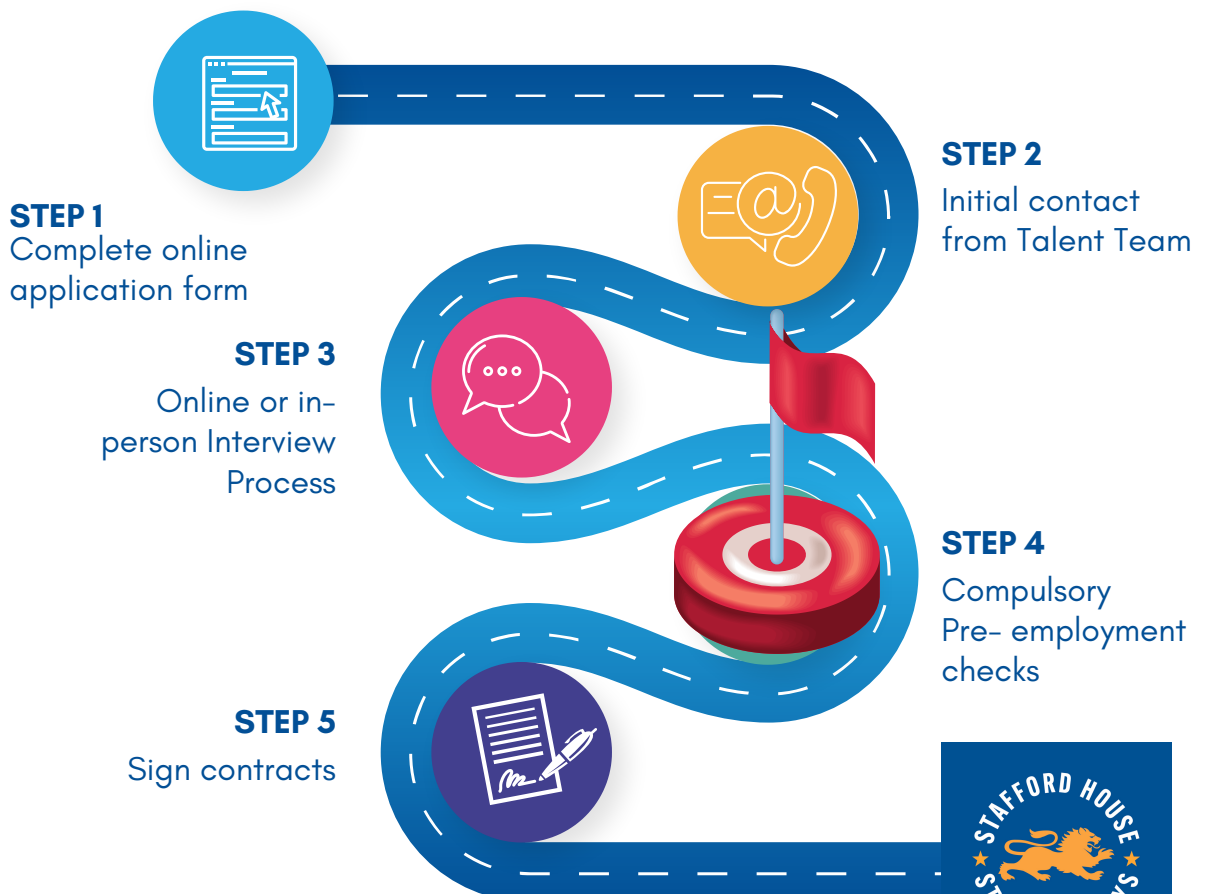 STEP 1
Complete online
application form
STEP 2
Initial contact
from Talent Team
STEP 3
Online or in-
person Interview
Process
STEP 4
Compulsory
Pre- employment
checks
STEP 5
Sign contracts
STAFFORD HOUSE